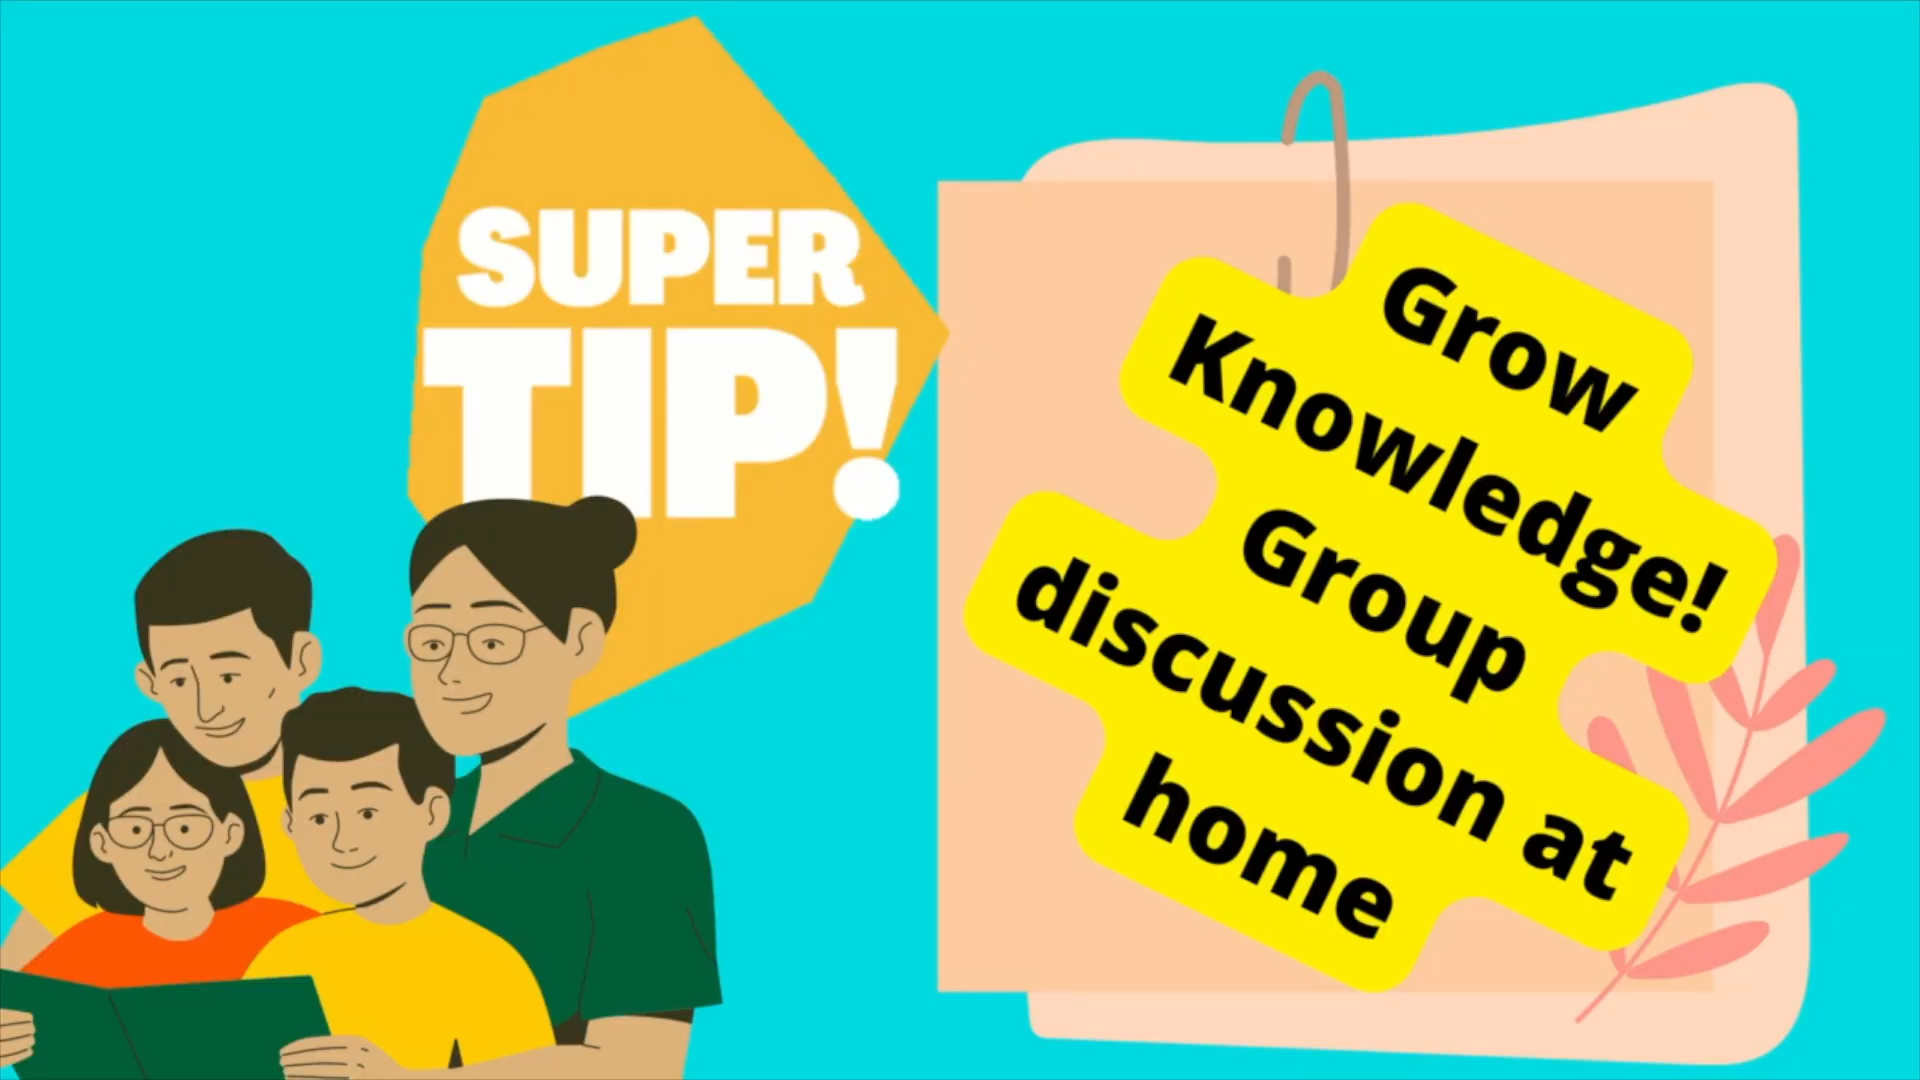 SUPER
TIP!
Grow
Knowledge!
Group
discussion at
home